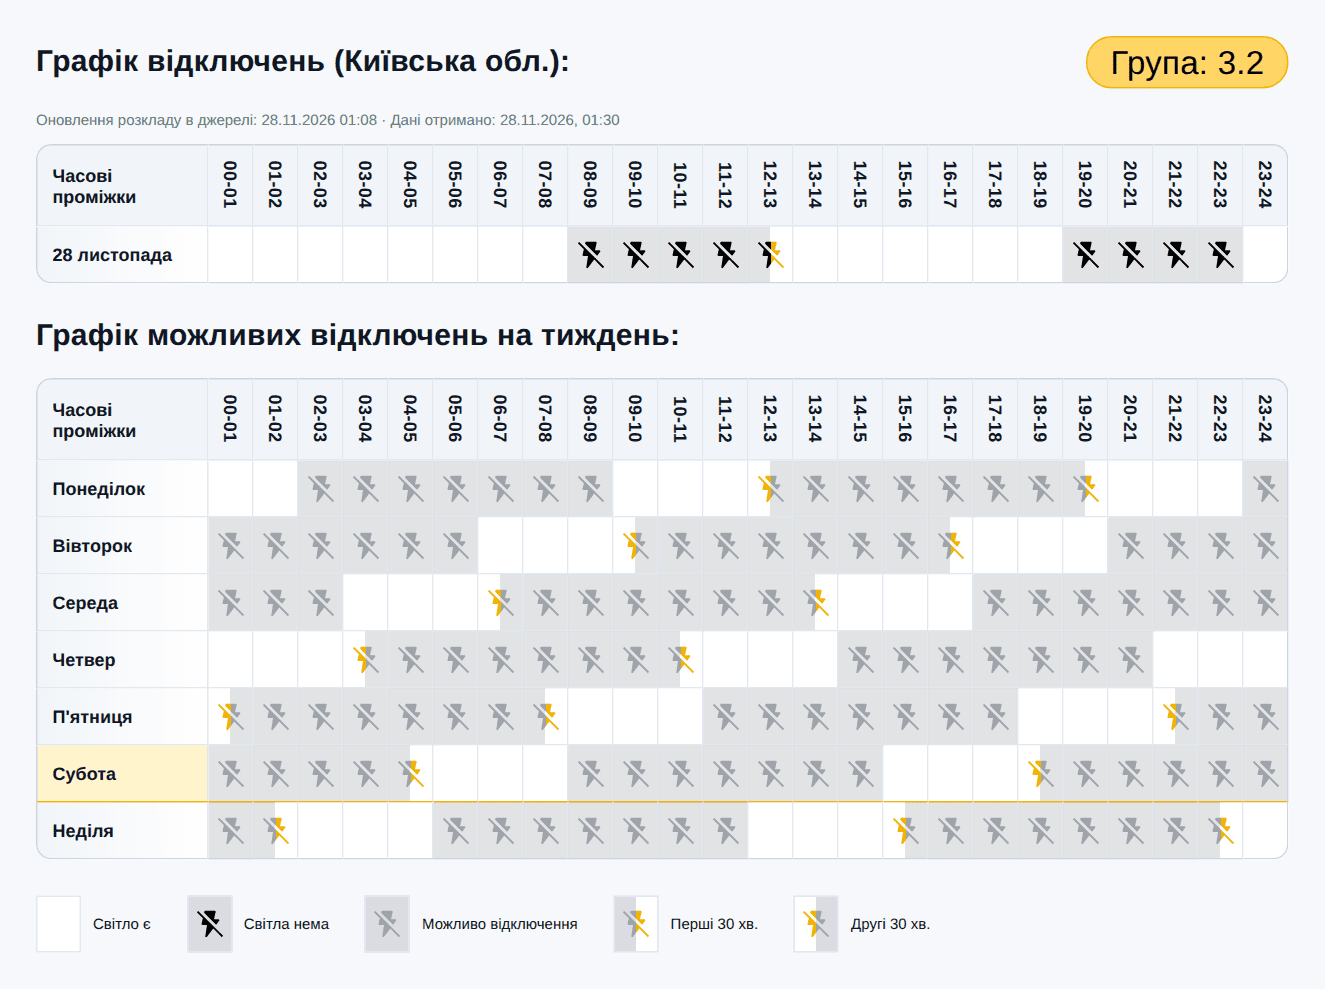 Графік відключень (Київська обл.):
Група: 3.2
Оновлення розкладу в джерелі: 28.11.2026 01:08 · Дані отримано: 28.11.2026, 01:30
Часові проміжки 00-01 01-02 02-03 03-04 04-05 05-06 06-07 07-08 08-09 09-10 10-11 11-12 12-13 13-14 14-15 15-16 16-17 17-18 18-19 19-20 20-21 21-22 22-23 23-24
28 листопада
Графік можливих відключень на тиждень:
Часові проміжки 00-01 01-02 02-03 03-04 04-05 05-06 06-07 07-08 08-09 09-10 10-11 11-12 12-13 13-14 14-15 15-16 16-17 17-18 18-19 19-20 20-21 21-22 22-23 23-24
Понеділок
Вівторок
Середа
Четвер
П'ятниця
Субота
Неділя
Світло є Світла нема Можливо відключення Перші 30 хв. Другі 30 хв.